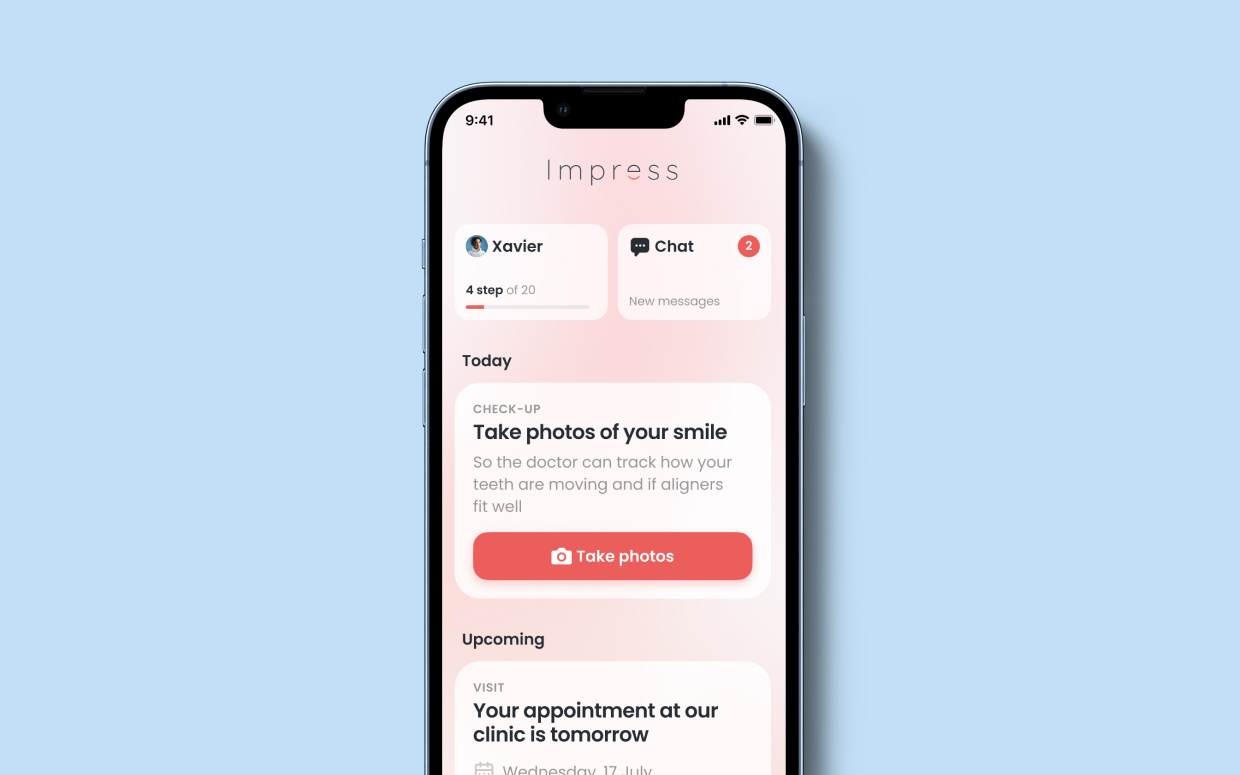 9:41
Impress
Xavier
4 step of 20
Chat
2
New messages
Today
CHECK-UP
Take photos of your smile
So the doctor can track how your
teeth are moving and if aligners
fit well
Take photos
Upcoming
VISIT
Your appointment at our
clinic is tomorrow
Wednesday, 17 July